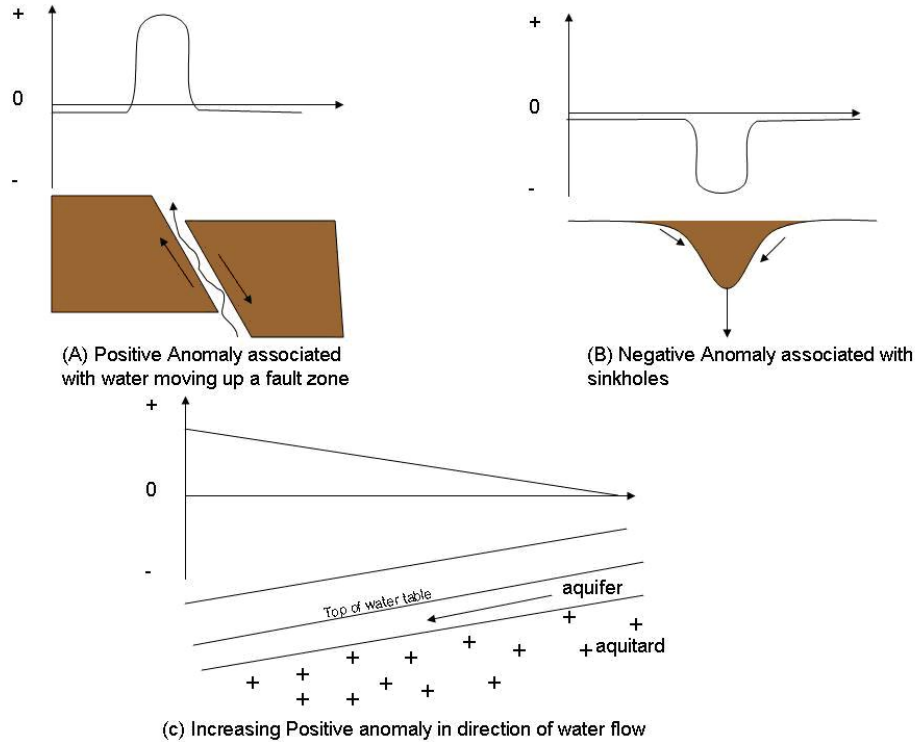 +
0
-
(A) Positive Anomaly associated
with water moving up a fault zone
+
0
-
(B) Negative Anomaly associated with
sinkholes
+
0
-
Top of water table
aquifer
aquitard
+ + + + + + + + + + + + + + +
(c) Increasing Positive anomaly in direction of water flow